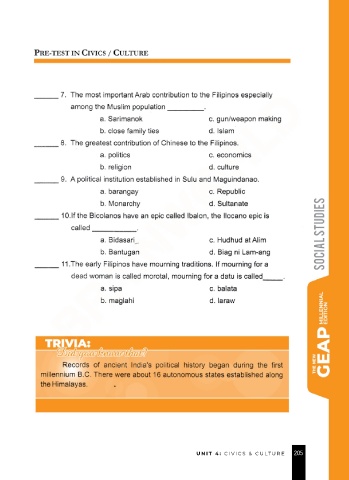 PRE-TEST IN CIVICS / CULTURE
______ 7. The most important Arab contribution to the Filipinos especially
among the Muslim population _________.
a. Sarimanok c. gun/weapon making
b. close family ties d. Islam
______ 8. The greatest contribution of Chinese to the Filipinos.
a. politics c. economics
b. religion d. culture
______ 9. A political institution established in Sulu and Maguindanao.
a. barangay c. Republic
b. Monarchy d. Sultanate
______ 10.If the Bicolanos have an epic called Ibalon, the Ilocano epic is
called ___________.
a. Bidasari_ c. Hudhud at Alim
b. Bantugan d. Biag ni Lam-ang
______ 11.The early Filipinos have mourning traditions. If mourning for a
dead woman is called morotal, mourning for a datu is called_____.
a. sipa c. balata
b. maglahi d. laraw
SOCIAL STUDIES
THE NEW
GEAP MILLENNIAL
EDITION
TRIVIA:
Did you know that?
Records of ancient India's political history began during the first
millennium B.C. There were about 16 autonomous states established along
the Himalayas.
UNIT 4| CIVICS & CULTURE 205